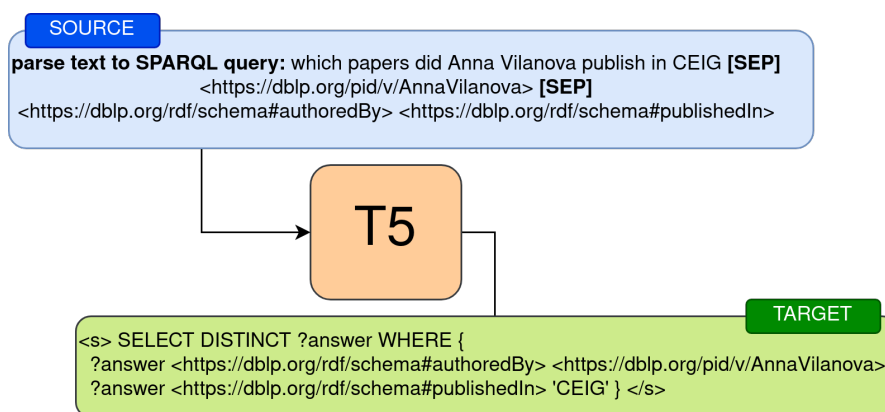 SOURCE
parse text to SPARQL query: which papers did Anna Vilanova publish in CEIG [SEP]
<https://dblp.org/pid/v/AnnaVilanova> [SEP]
<https://dblp.org/rdf/schema#authoredBy> <https://dblp.org/rdf/schema#publishedIn>
T5
TARGET
<s> SELECT DISTINCT ?answer WHERE {
?answer <https://dblp.org/rdf/schema#authoredBy> <https://dblp.org/pid/v/AnnaVilanova>
?answer <https://dblp.org/rdf/schema#publishedIn> 'CEIG' } </s>